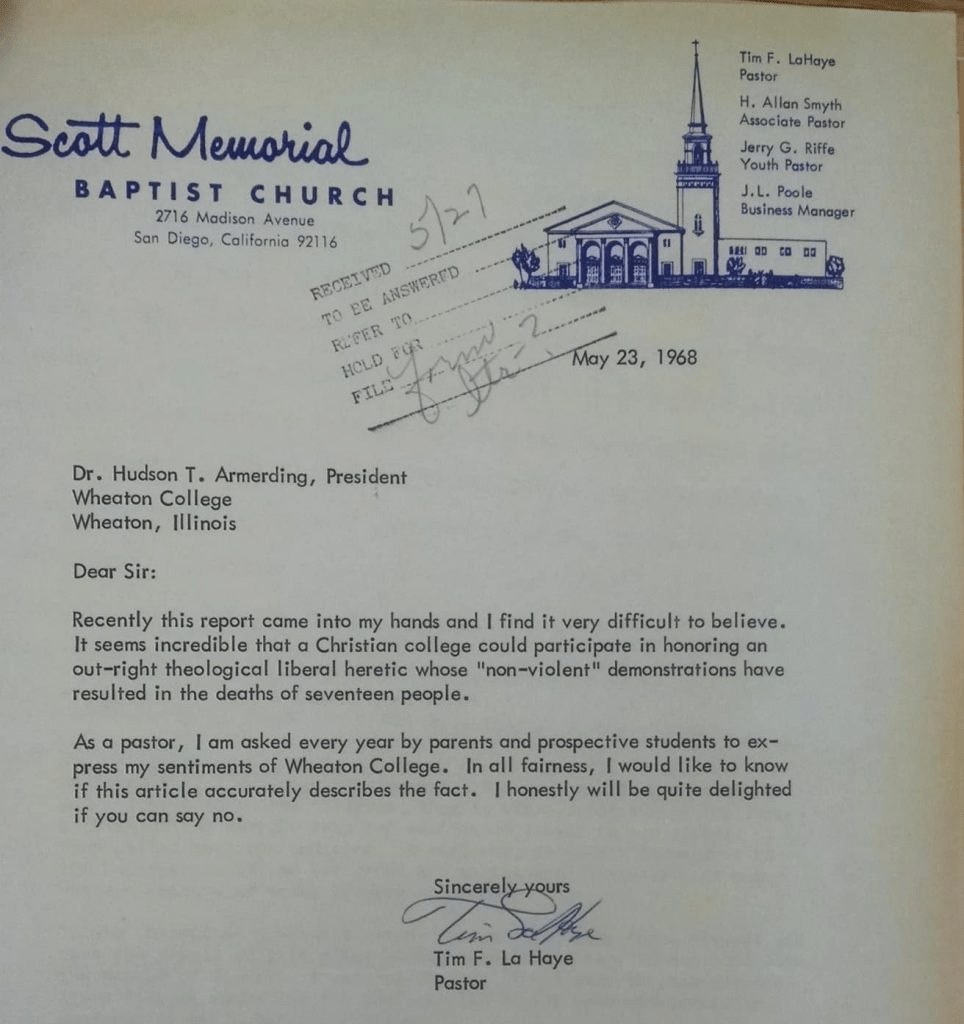 Tim F. LaHaye
Pastor
H. Allan Smyth
Associate Pastor
Jerry G. Riffe
Youth Pastor
J.L. Poole
Business Manager
Scott Memorial
BAPTIST CHURCH
2716 Madison Avenue
San Diego, California 92116
RECEIVED 5/27
TO BE ANSWERED
REFER TO
HOLD FOR
FILE
May 23, 1968
Dr. Hudson T. Armerding, President
Wheaton College
Wheaton, Illinois
Dear Sir:
Recently this report came into my hands and I find it very difficult to believe.
It seems incredible that a Christian college could participate in honoring an
out-right theological liberal heretic whose "non-violent" demonstrations have
resulted in the deaths of seventeen people.
As a pastor, I am asked every year by parents and prospective students to ex-
press my sentiments of Wheaton College. In all fairness, I would like to know
if this article accurately describes the fact. I honestly will be quite delighted
if you can say no.
Sincerely yours
Tim LaHaye
Tim F. La Haye
Pastor